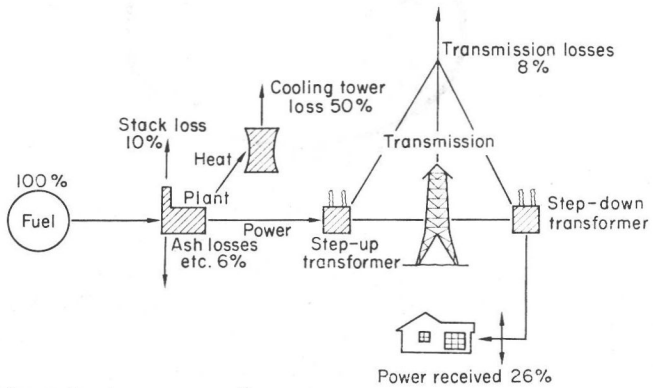 Transmission losses
8%
Cooling tower
loss 50%
Stack loss
10%
Transmission
Heat
100%
Plant
Step-down
transformer
Fuel
Power
Ash losses
etc. 6%
Step-up
transformer
Power received 26%